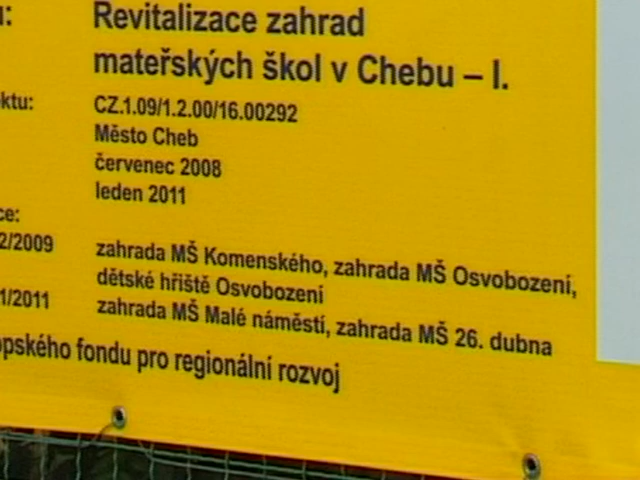 Revitalizace zahrad
mateřských škol v Chebu – I.
ktu: CZ.1.09/1.2.00/16.00292
Město Cheb
červenec 2008
leden 2011
ce:
2/2009 zahrada MŠ Komenského, zahrada MŠ Osvobození,
dětské hřiště Osvobození
1/2011 zahrada MŠ Malé náměstí, zahrada MŠ 26. dubna
opského fondu pro regionální rozvoj